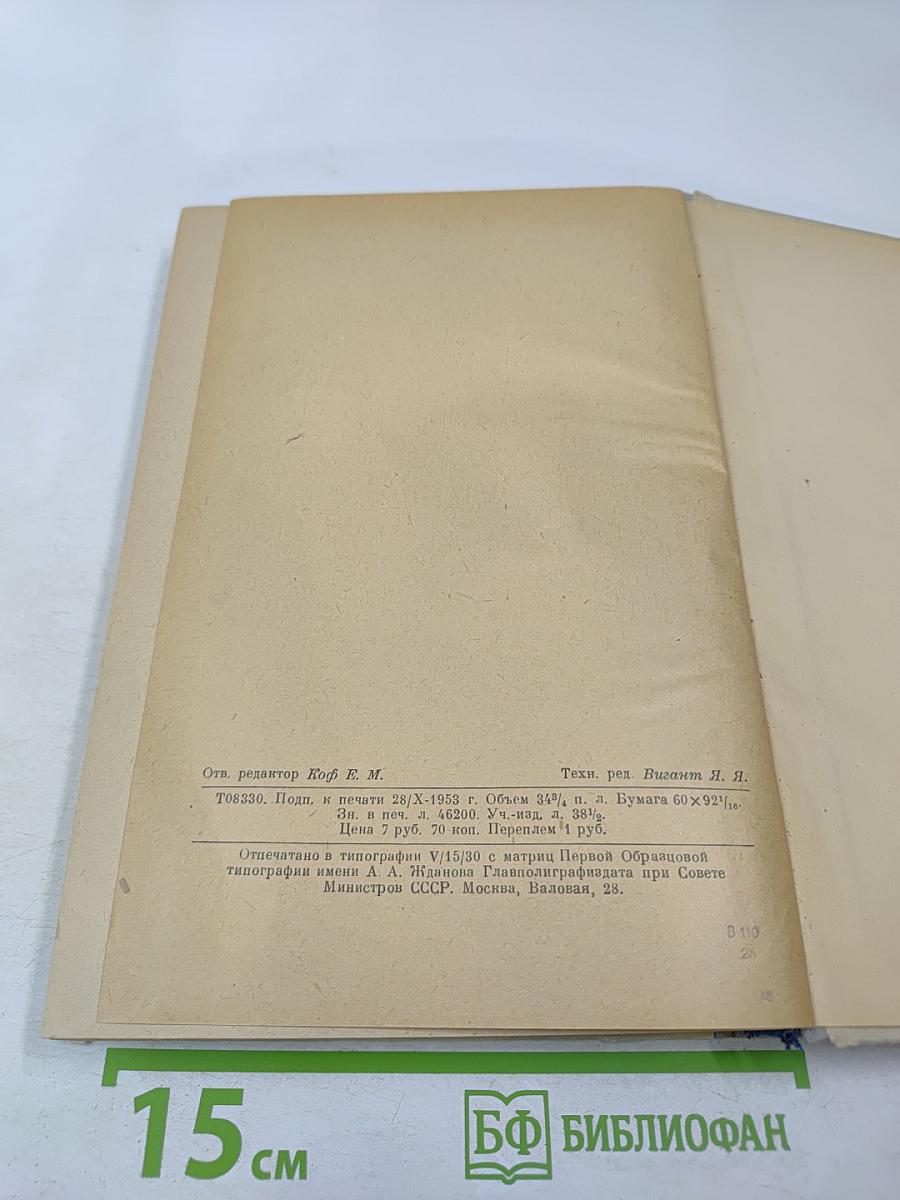 Отв. редактор Коф Е. М. Техн. ред. Вигант Я. Я.
Т08330. Подп. к печати 28/X-1953 г. Объем 34³/₄ п. л. Бумага 60×92¹/₁₆.
Зн. в печ. л. 46200. Уч.-изд. л. 38¹/₂.
Цена 7 руб. 70 коп. Переплем 1 руб.
Отпечатано в типографии V/15/30 с матриц Первой Образцовой
типографии имени А. А. Жданова Главполиграфиздата при Совете
Министров СССР. Москва, Валовая, 28.
В-110
15 см
БФ БИБЛИОФАН